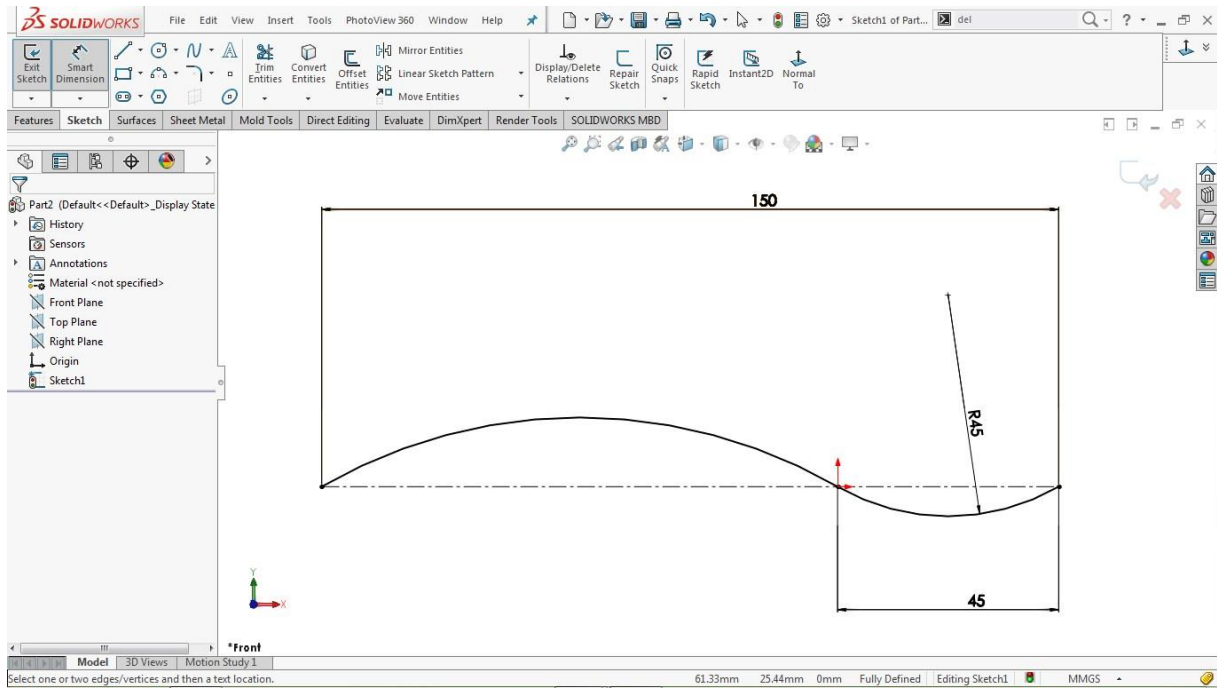 SOLIDWORKS File Edit View Insert Tools PhotoView 360 Window Help Sketch1 of Part... del ?
Exit Sketch
Smart Dimension
Trim Entities
Convert Entities
Offset Entities
Mirror Entities
Linear Sketch Pattern
Move Entities
Display/Delete Relations
Repair Sketch
Quick Snaps
Rapid Sketch
Instant2D
Normal To
Features Sketch Surfaces Sheet Metal Mold Tools Direct Editing Evaluate DimXpert Render Tools SOLIDWORKS MBD
Part2 (Default<<Default>_Display State
History
Sensors
Annotations
Material <not specified>
Front Plane
Top Plane
Right Plane
Origin
Sketch1
150
R45
45
Y
X
*Front
Model 3D Views Motion Study 1
Select one or two edges/vertices and then a text location. 61.33mm 25.44mm 0mm Fully Defined Editing Sketch1 MMGS